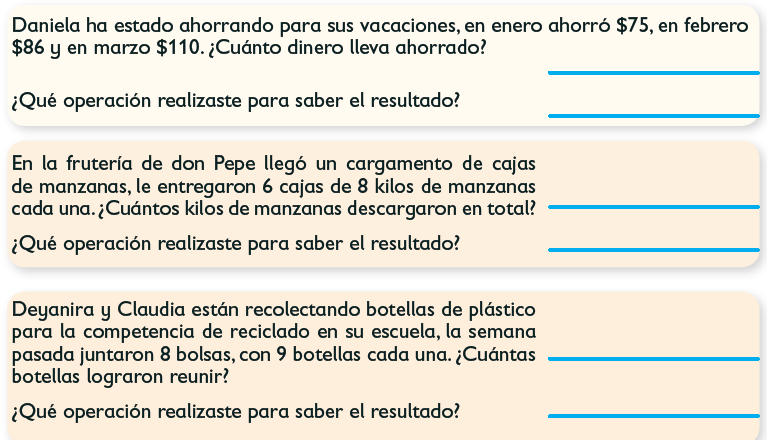 Daniela ha estado ahorrando para sus vacaciones, en enero ahorró $75, en febrero
$86 y en marzo $110. ¿Cuánto dinero lleva ahorrado?
¿Qué operación realizaste para saber el resultado?
En la frutería de don Pepe llegó un cargamento de cajas
de manzanas, le entregaron 6 cajas de 8 kilos de manzanas
cada una. ¿Cuántos kilos de manzanas descargaron en total?
¿Qué operación realizaste para saber el resultado?
Deyanira y Claudia están recolectando botellas de plástico
para la competencia de reciclado en su escuela, la semana
pasada juntaron 8 bolsas, con 9 botellas cada una. ¿Cuántas
botellas lograron reunir?
¿Qué operación realizaste para saber el resultado?